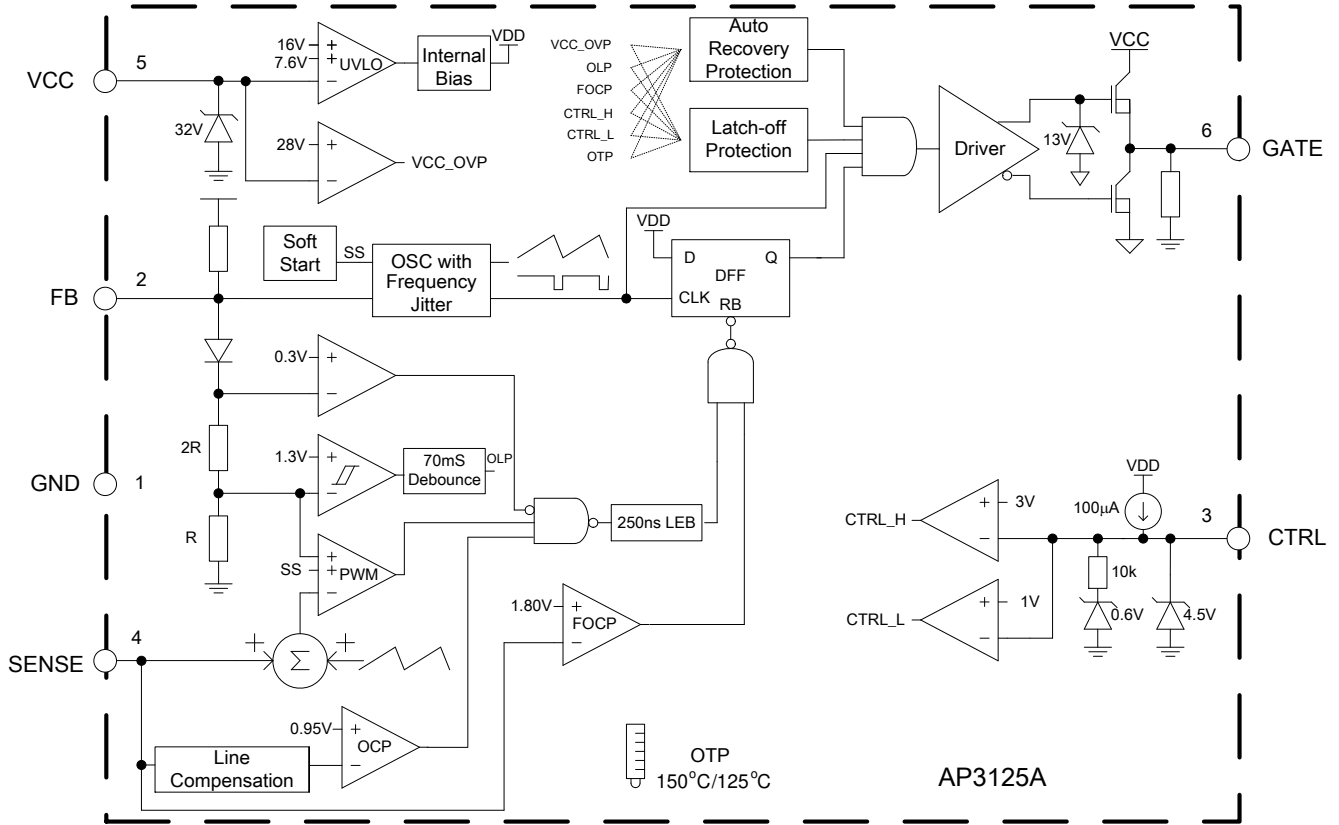 VCC
5
16V
7.6V
+
+
−
UVLO
Internal
Bias
VDD
32V
28V
+
−
VCC_OVP
VCC_OVP
OLP
FOCP
CTRL_H
CTRL_L
OTP
Auto
Recovery
Protection
Latch-off
Protection
Driver
VCC
13V
6
GATE
FB
2
Soft
Start
SS
OSC with
Frequency
Jitter
VDD
D
Q
DFF
CLK
RB
0.3V
+
−
2R
R
1.3V
+
−
70mS
Debounce
OLP
GND
1
SS
+
+
−
PWM
250ns LEB
1.80V
+
−
FOCP
SENSE
4
+
Σ
+
0.95V
+
−
OCP
Line
Compensation
CTRL_H
+
−
3V
CTRL_L
+
−
1V
VDD
100µA
10k
0.6V
4.5V
3
CTRL
OTP
150°C/125°C
AP3125A